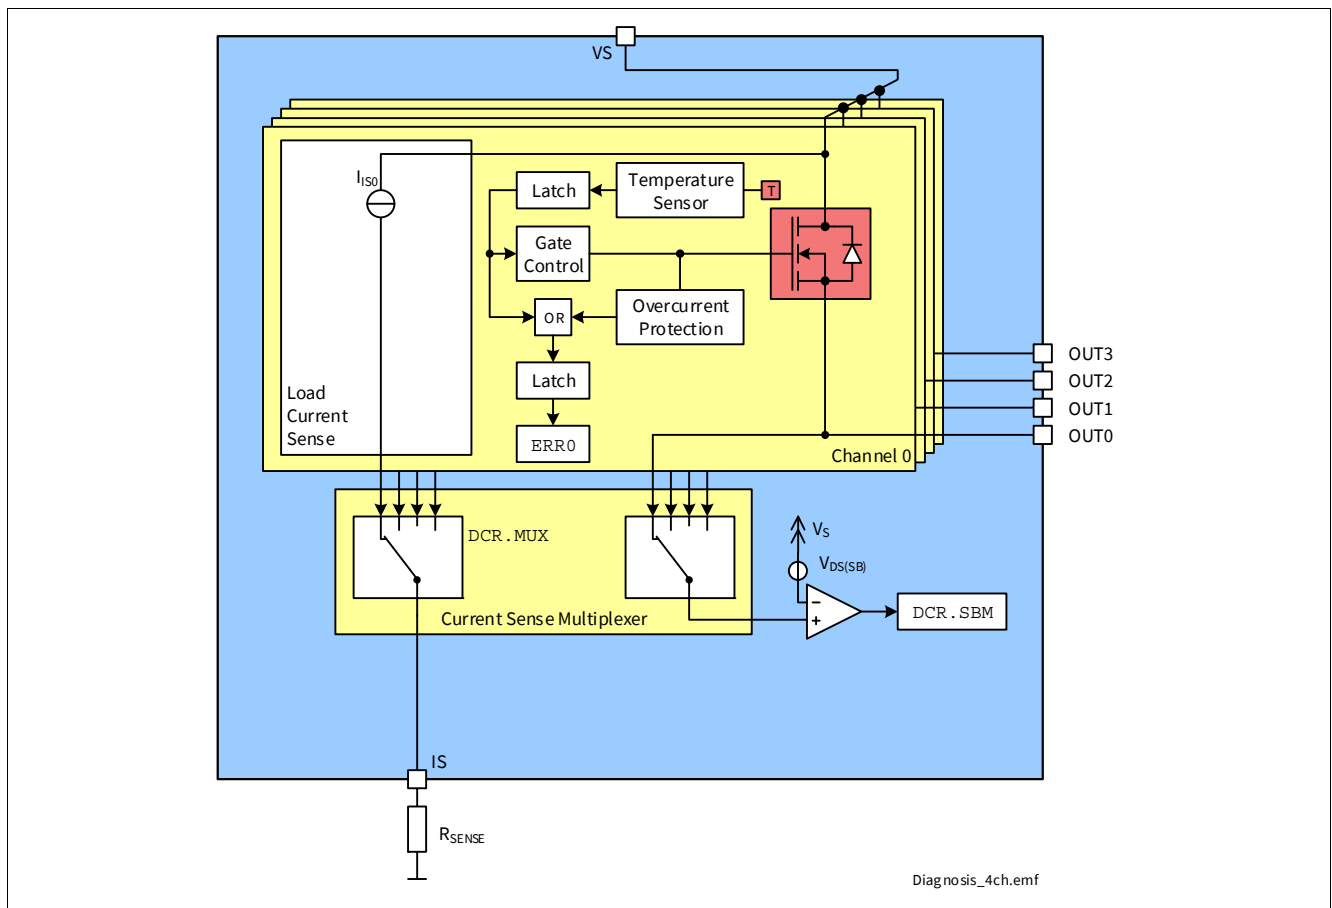 VS
IIS0
Latch
Temperature
Sensor
T
Gate
Control
OR
Overcurrent
Protection
Latch
ERR0
Load
Current
Sense
Channel 0
OUT3
OUT2
OUT1
OUT0
DCR.MUX
Current Sense Multiplexer
VS
VDS(SB)
−
+
DCR.SBM
IS
RSENSE
Diagnosis_4ch.emf